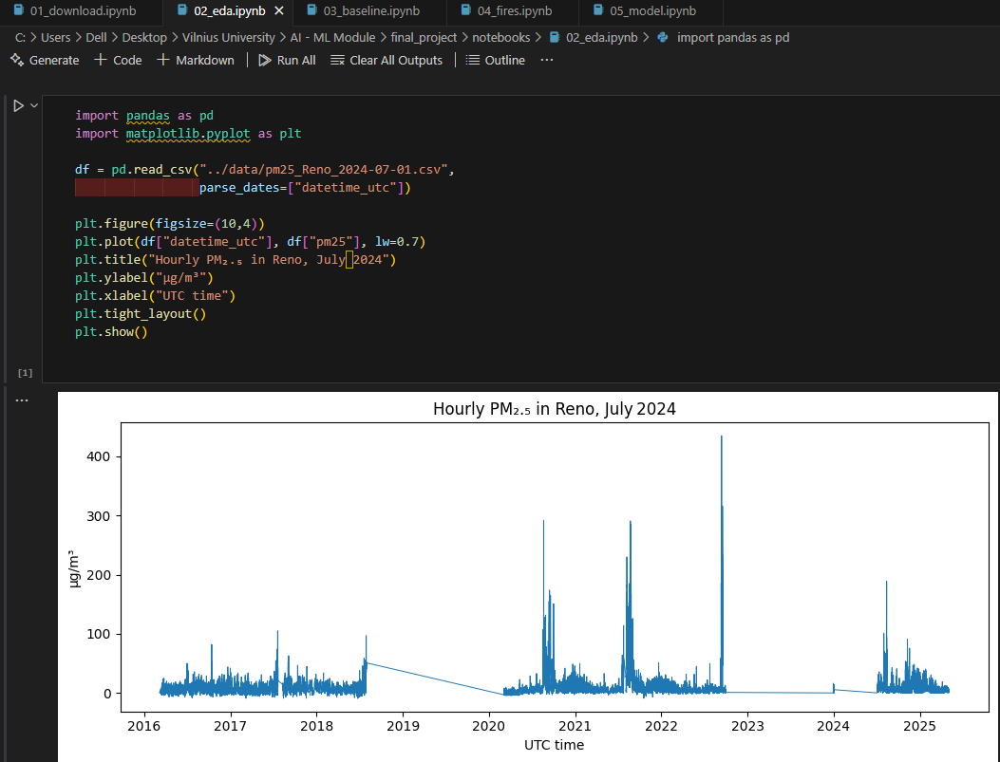 01_download.ipynb 02_eda.ipynb 03_baseline.ipynb 04_fires.ipynb 05_model.ipynb
C: > Users > Dell > Desktop > Vilnius University > AI - ML Module > final_project > notebooks > 02_eda.ipynb > import pandas as pd
Generate + Code + Markdown | Run All Clear All Outputs | Outline ...
import pandas as pd
import matplotlib.pyplot as plt
df = pd.read_csv("../data/pm25_Reno_2024-07-01.csv",
parse_dates=["datetime_utc"])
plt.figure(figsize=(10,4))
plt.plot(df["datetime_utc"], df["pm25"], lw=0.7)
plt.title("Hourly PM₂.₅ in Reno, July 2024")
plt.ylabel("µg/m³")
plt.xlabel("UTC time")
plt.tight_layout()
plt.show()
[1]
...
Hourly PM₂.₅ in Reno, July 2024
400
300
200
100
0
µg/m³
2016 2017 2018 2019 2020 2021 2022 2023 2024 2025
UTC time